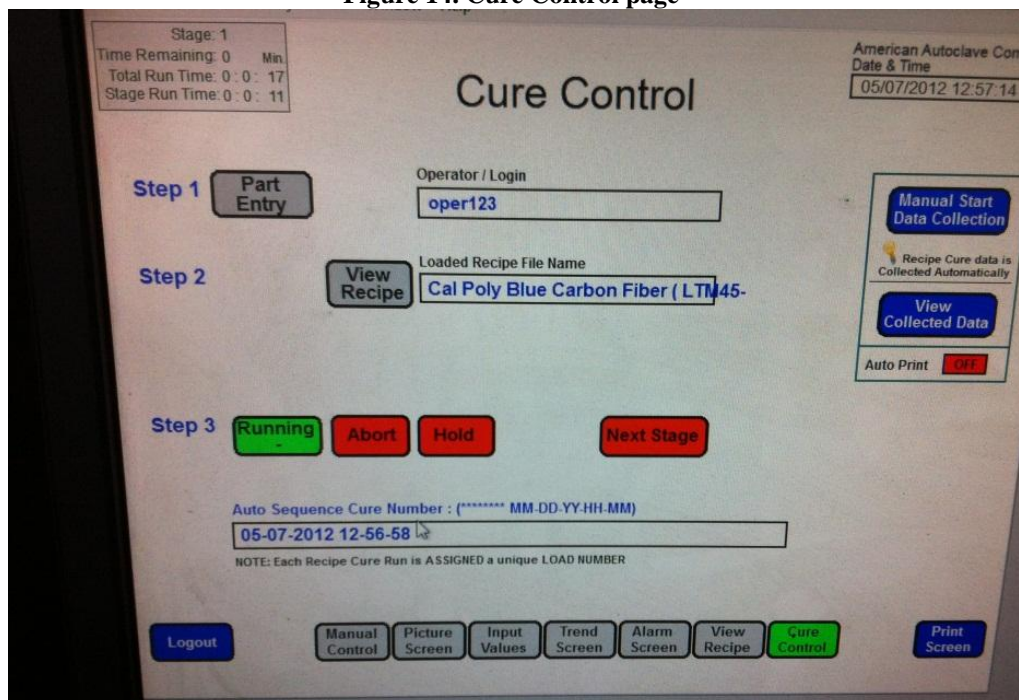 Stage: 1
Time Remaining: 0 Min
Total Run Time: 0 : 0 : 17
Stage Run Time: 0 : 0 : 11
Cure Control
American Autoclave
Date & Time
05/07/2012 12:57:14
Step 1
Part
Entry
Operator / Login
oper123
Manual Start
Data Collection
Recipe Cure data is
Collected Automatically
View
Collected Data
Auto Print OFF
Step 2
View
Recipe
Loaded Recipe File Name
Cal Poly Blue Carbon Fiber ( LTM45-
Step 3
Running
-
Abort
Hold
Next Stage
Auto Sequence Cure Number : (******** MM-DD-YY-HH-MM)
05-07-2012 12-56-58
NOTE: Each Recipe Cure Run is ASSIGNED a unique LOAD NUMBER
Logout
Manual
Control
Picture
Screen
Input
Values
Trend
Screen
Alarm
Screen
View
Recipe
Cure
Control
Print
Screen